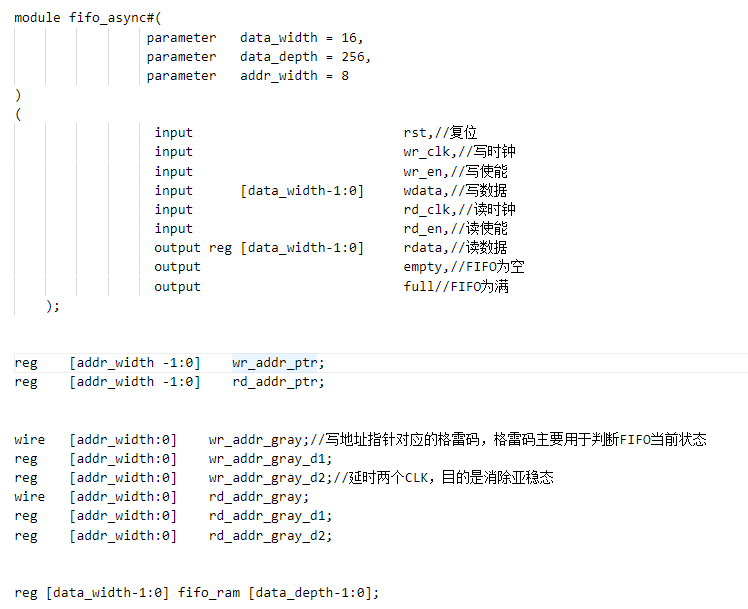 module fifo_async#(
parameter data_width = 16,
parameter data_depth = 256,
parameter addr_width = 8
)
(
input rst,//复位
input wr_clk,//写时钟
input wr_en,//写使能
input [data_width-1:0] wdata,//写数据
input rd_clk,//读时钟
input rd_en,//读使能
output reg [data_width-1:0] rdata,//读数据
output empty,//FIFO为空
output full//FIFO为满
);
reg [addr_width -1:0] wr_addr_ptr;
reg [addr_width -1:0] rd_addr_ptr;
wire [addr_width:0] wr_addr_gray;//写地址指针对应的格雷码，格雷码主要用于判断FIFO当前状态
reg [addr_width:0] wr_addr_gray_d1;
reg [addr_width:0] wr_addr_gray_d2;//延时两个CLK，目的是消除亚稳态
wire [addr_width:0] rd_addr_gray;
reg [addr_width:0] rd_addr_gray_d1;
reg [addr_width:0] rd_addr_gray_d2;
reg [data_width-1:0] fifo_ram [data_depth-1:0];